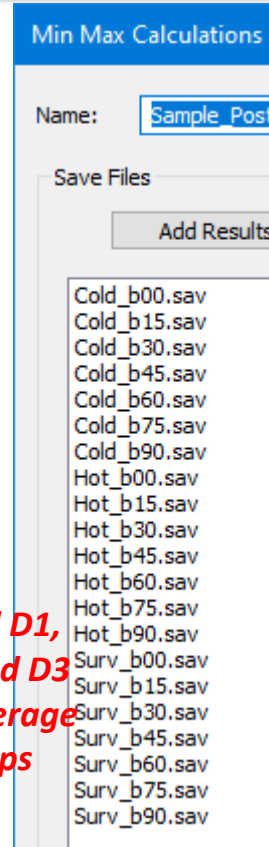 Min Max Calculations
Name: Sample_Post
Save Files
Add Results
Cold_b00.sav
Cold_b15.sav
Cold_b30.sav
Cold_b45.sav
Cold_b60.sav
Cold_b75.sav
Cold_b90.sav
Hot_b00.sav
Hot_b15.sav
Hot_b30.sav
Hot_b45.sav
Hot_b60.sav
Hot_b75.sav
D1, Hot_b90.sav
D3 Surv_b00.sav
Surv_b15.sav
Surv_b30.sav
Surv_b45.sav
Surv_b60.sav
Surv_b75.sav
Surv_b90.sav